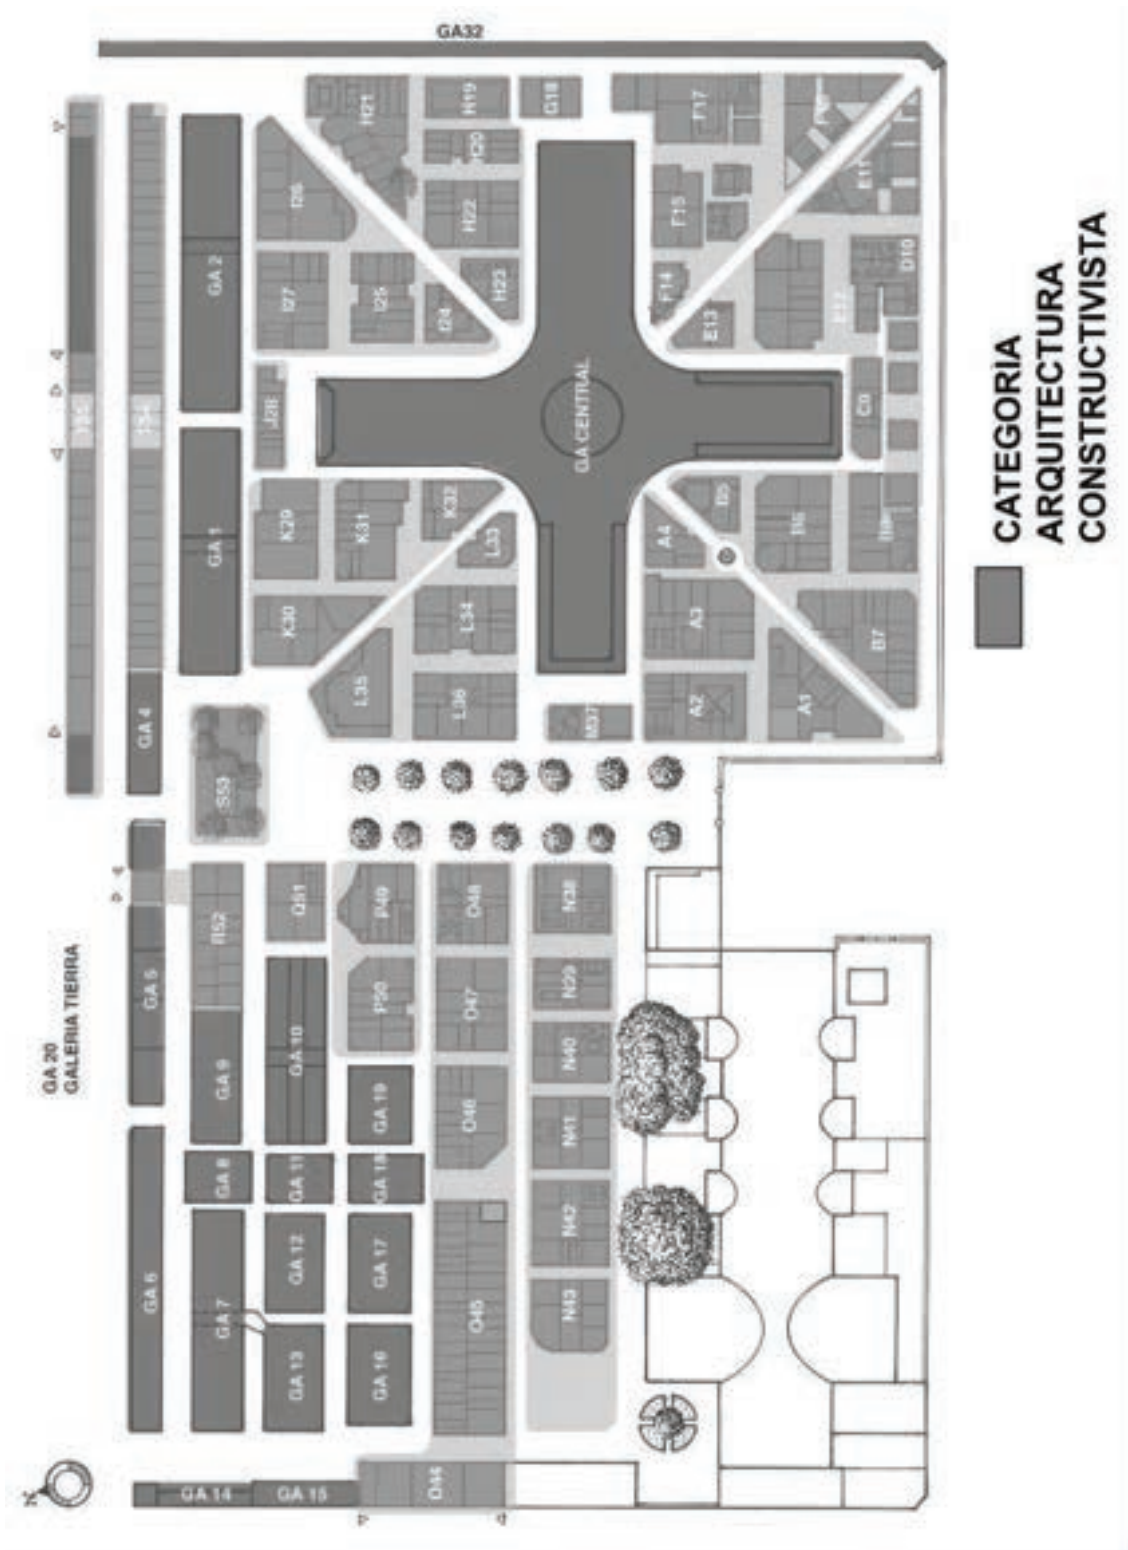 GA32
H21
H19
G18
F17
H22
I26
F15
E11
GA 2
I27
I25
I24
H23
F14
E13
D10
E12
J28
GA CENTRAL
C9
GA 1
K29
K31
K32
L33
A4
B5
B6
K30
L34
A3
B7
L35
L36
M37
A2
A1
GA 4
S53
R52
Q51
P49
O48
N38
GA 5
P50
O47
N39
GA 20
GALERIA TIERRA
GA 9
GA 10
GA 19
O46
N40
N41
GA 8
GA 11
GA 18
GA 6
GA 7
GA 12
GA 17
O45
N42
GA 13
GA 16
N43
GA 14
GA 15
O44
N
CATEGORÌA
ARQUITECTURA
CONSTRUCTIVISTA